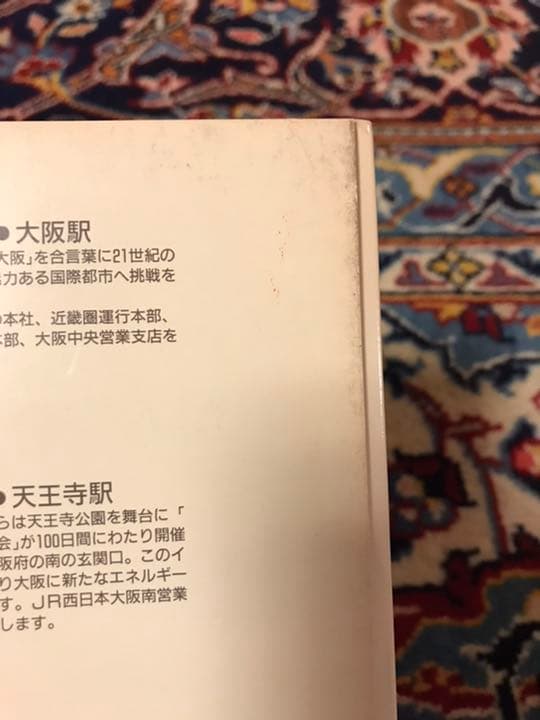 ●大阪駅
大阪」を合言葉に21世紀の
力ある国際都市へ挑戦を
本社、近畿圏運行本部、
本部、大阪中央営業支店を
●天王寺駅
らは天王寺公園を舞台に「
会」が100日間にわたり開催
阪府の南の玄関口。このイ
り大阪に新たなエネルギー
す。JR西日本大阪南営業
します。